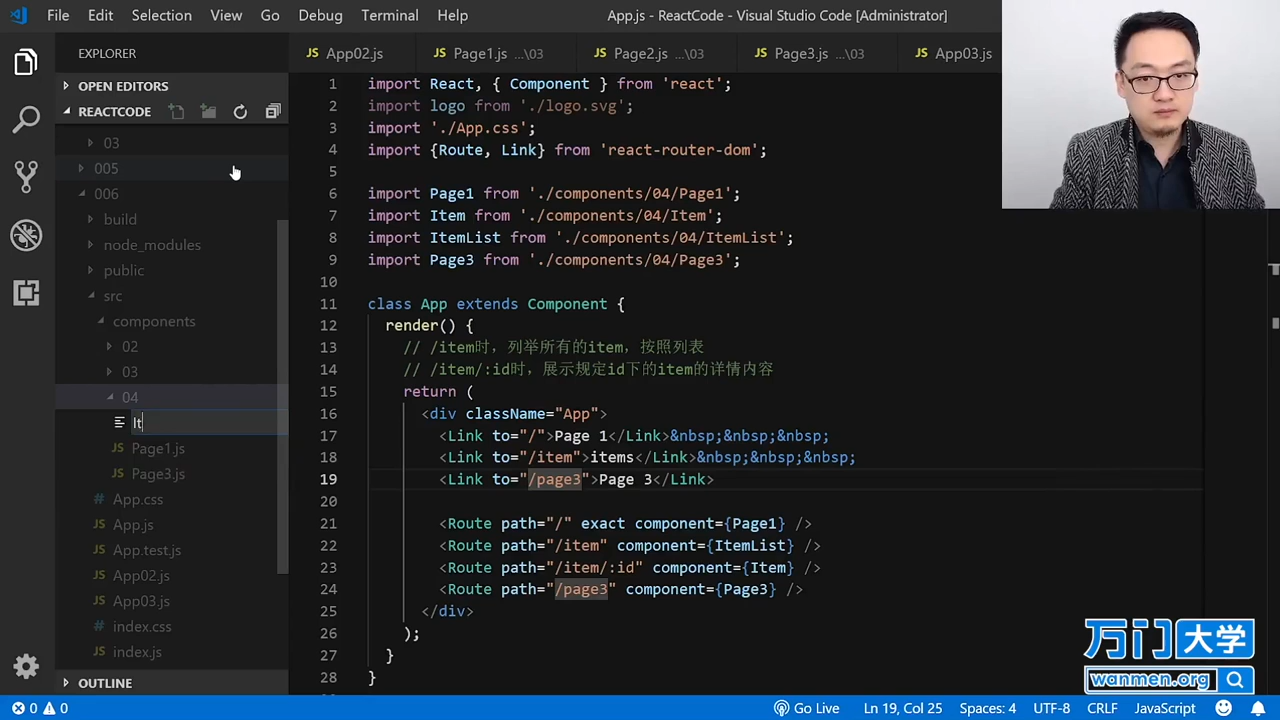 File Edit Selection View Go Debug Terminal Help App.js - ReactCode - Visual Studio Code [Administrator]
EXPLORER
OPEN EDITORS
REACTCODE
03
005
006
build
node_modules
public
src
components
02
03
04
It
JS Page1.js
JS Page3.js
# App.css
JS App.js
JS App.test.js
JS App02.js
JS App03.js
# index.css
JS index.js
OUTLINE
JS App02.js JS Page1.js ...\03 JS Page2.js ...\03 JS Page3.js ...\03 JS App03.js
1 import React, { Component } from 'react';
2 import logo from './logo.svg';
3 import './App.css';
4 import {Route, Link} from 'react-router-dom';
5
6 import Page1 from './components/04/Page1';
7 import Item from './components/04/Item';
8 import ItemList from './components/04/ItemList';
9 import Page3 from './components/04/Page3';
10
11 class App extends Component {
12 render() {
13 // /item时，列举所有的item，按照列表
14 // /item/:id时，展示规定id下的item的详情内容
15 return (
16 <div className="App">
17 <Link to="/">Page 1</Link>&nbsp;&nbsp;&nbsp;
18 <Link to="/item">items</Link>&nbsp;&nbsp;&nbsp;
19 <Link to="/page3">Page 3</Link>
20
21 <Route path="/" exact component={Page1} />
22 <Route path="/item" component={ItemList} />
23 <Route path="/item/:id" component={Item} />
24 <Route path="/page3" component={Page3} />
25 </div>
26 );
27 }
28 }
万门大学
wanmen.org
0 0 Go Live Ln 19, Col 25 Spaces: 4 UTF-8 CRLF JavaScript